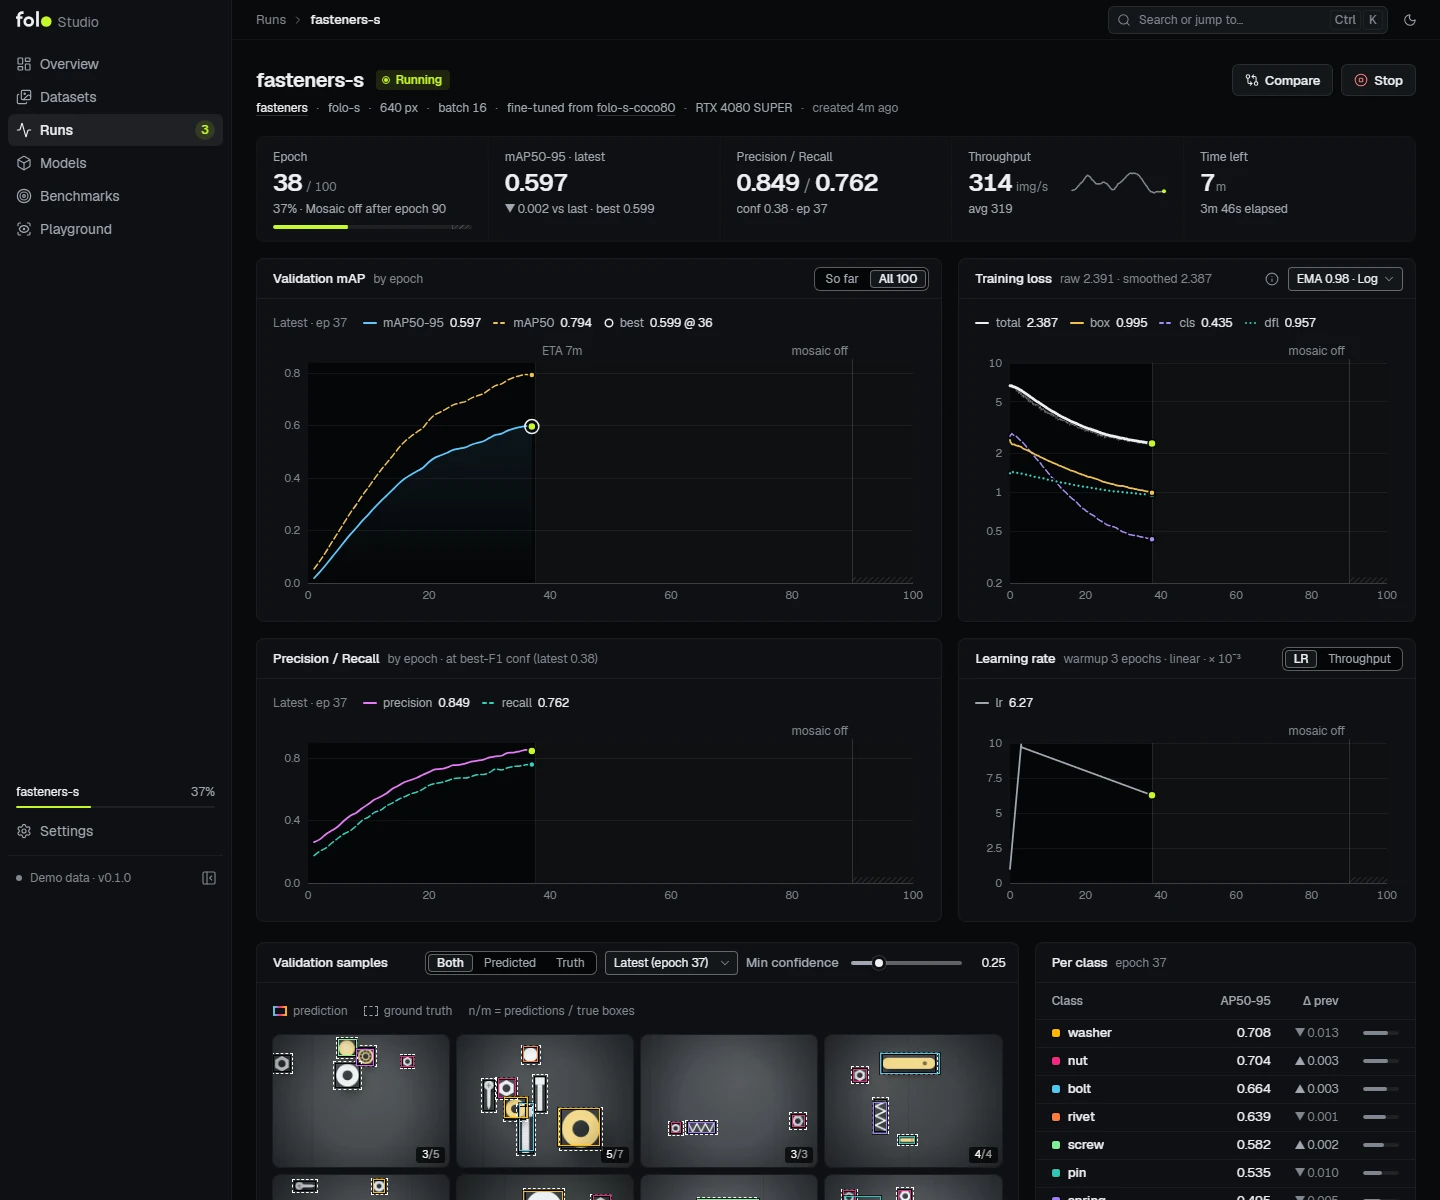 folo Studio
Runs > fasteners-s
Search or jump to...
Ctrl K
Overview
Datasets
Runs 3
Models
Benchmarks
Playground
fasteners-s 37%
Settings
Demo data · v0.1.0
fasteners-s Running
Compare
Stop
fasteners · folo-s · 640 px · batch 16 · fine-tuned from folo-s-coco80 · RTX 4080 SUPER · created 4m ago
Epoch
38 / 100
37% · Mosaic off after epoch 90
mAP50-95 · latest
0.597
▼ 0.002 vs last · best 0.599
Precision / Recall
0.849 / 0.762
conf 0.38 · ep 37
Throughput
314 img/s
avg 319
Time left
7 m
3m 46s elapsed
Validation mAP by epoch
So far All 100
Latest · ep 37 mAP50-95 0.597 mAP50 0.794 best 0.599 @ 36
ETA 7m mosaic off
0.8
0.6
0.4
0.2
0.0
0 20 40 60 80 100
Training loss raw 2.391 · smoothed 2.387
EMA 0.98 · Log
total 2.387 box 0.995 cls 0.435 dfl 0.957
mosaic off
10
5
2
1
0.5
0.2
0 20 40 60 80 100
Precision / Recall by epoch · at best-F1 conf (latest 0.38)
Latest · ep 37 precision 0.849 recall 0.762
mosaic off
0.8
0.4
0.0
0 20 40 60 80 100
Learning rate warmup 3 epochs · linear · × 10⁻³
LR Throughput
lr 6.27
mosaic off
10
7.5
5
2.5
0
0 20 40 60 80 100
Validation samples
Both Predicted Truth
Latest (epoch 37)
Min confidence 0.25
prediction ground truth n/m = predictions / true boxes
3/5
5/7
3/3
4/4
Per class epoch 37
Class AP50-95 Δ prev
washer 0.708 ▼ 0.013
nut 0.704 ▲ 0.003
bolt 0.664 ▲ 0.003
rivet 0.639 ▼ 0.001
screw 0.582 ▲ 0.002
pin 0.535 ▼ 0.010
spring 0.495 ▼ 0.005